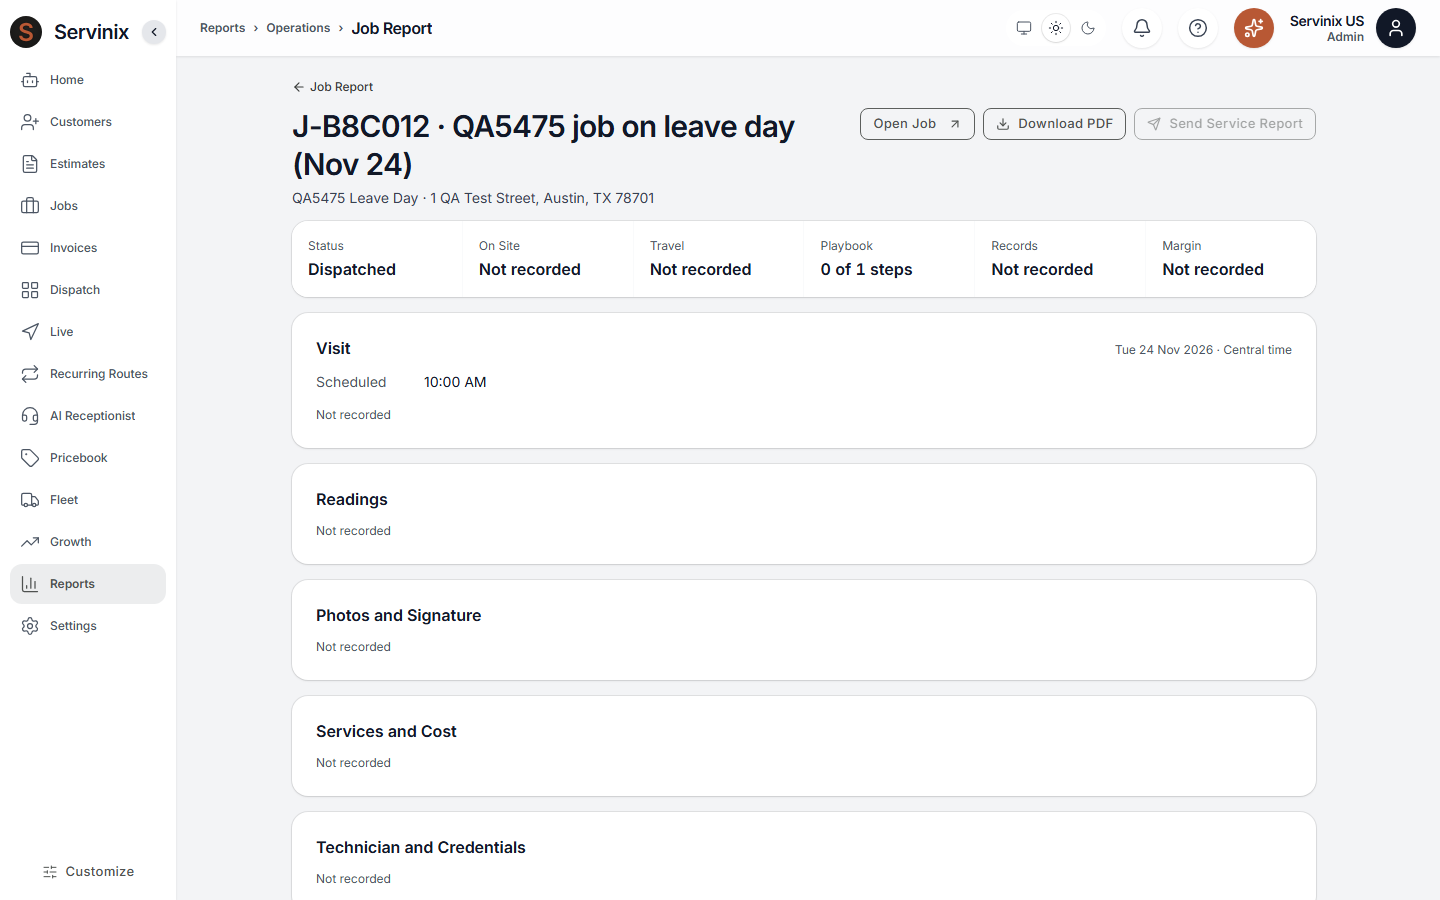 S
Servinix
Home
Customers
Estimates
Jobs
Invoices
Dispatch
Live
Recurring Routes
AI Receptionist
Pricebook
Fleet
Growth
Reports
Settings
Customize
Reports › Operations › Job Report
Servinix US
Admin
Job Report
J-B8C012 · QA5475 job on leave day
(Nov 24)
Open Job
Download PDF
Send Service Report
QA5475 Leave Day · 1 QA Test Street, Austin, TX 78701
Status
Dispatched
On Site
Not recorded
Travel
Not recorded
Playbook
0 of 1 steps
Records
Not recorded
Margin
Not recorded
Visit
Tue 24 Nov 2026 · Central time
Scheduled 10:00 AM
Not recorded
Readings
Not recorded
Photos and Signature
Not recorded
Services and Cost
Not recorded
Technician and Credentials
Not recorded